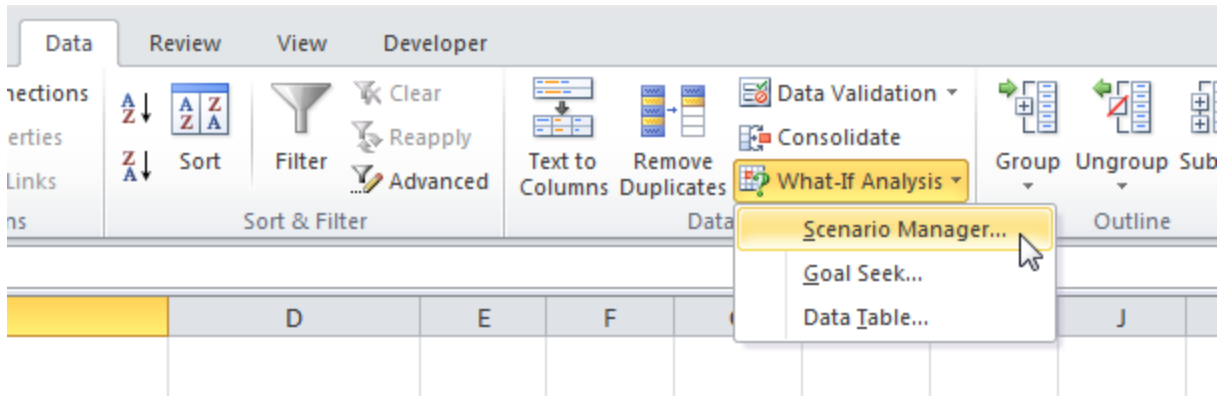 Data Review View Developer
nections
erties
Links
ns
A
Z
Z
A
A Z
Z A
Sort
Filter
Clear
Reapply
Advanced
Sort & Filter
Text to
Columns
Remove
Duplicates
Data Validation
Consolidate
What-If Analysis
Data
Scenario Manager...
Goal Seek...
Data Table...
Group
Ungroup
Sub
Outline
D E F J